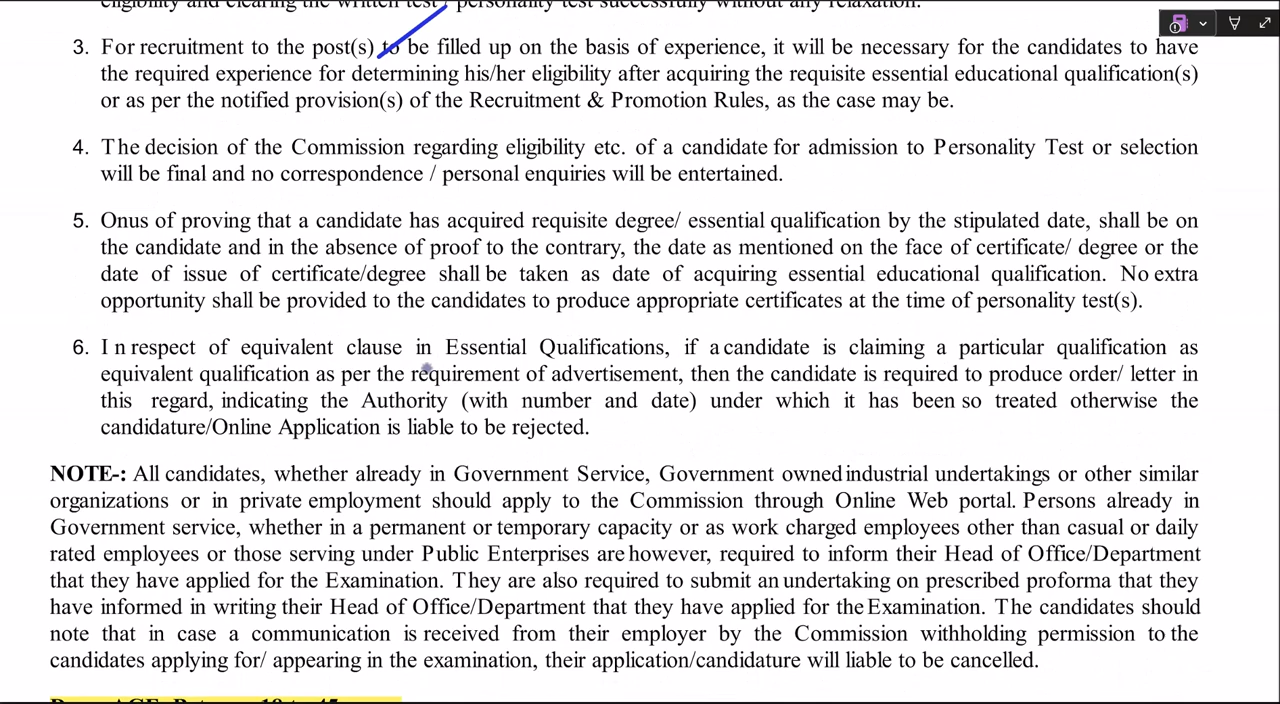 eligibility and clearing the written test / personality test successfully without any relaxation.
3. For recruitment to the post(s) to be filled up on the basis of experience, it will be necessary for the candidates to have
the required experience for determining his/her eligibility after acquiring the requisite essential educational qualification(s)
or as per the notified provision(s) of the Recruitment & Promotion Rules, as the case may be.
4. The decision of the Commission regarding eligibility etc. of a candidate for admission to Personality Test or selection
will be final and no correspondence / personal enquiries will be entertained.
5. Onus of proving that a candidate has acquired requisite degree/ essential qualification by the stipulated date, shall be on
the candidate and in the absence of proof to the contrary, the date as mentioned on the face of certificate/ degree or the
date of issue of certificate/degree shall be taken as date of acquiring essential educational qualification. No extra
opportunity shall be provided to the candidates to produce appropriate certificates at the time of personality test(s).
6. I n respect of equivalent clause in Essential Qualifications, if a candidate is claiming a particular qualification as
equivalent qualification as per the requirement of advertisement, then the candidate is required to produce order/ letter in
this regard, indicating the Authority (with number and date) under which it has been so treated otherwise the
candidature/Online Application is liable to be rejected.
NOTE-: All candidates, whether already in Government Service, Government owned industrial undertakings or other similar
organizations or in private employment should apply to the Commission through Online Web portal. Persons already in
Government service, whether in a permanent or temporary capacity or as work charged employees other than casual or daily
rated employees or those serving under Public Enterprises are however, required to inform their Head of Office/Department
that they have applied for the Examination. They are also required to submit an undertaking on prescribed proforma that they
have informed in writing their Head of Office/Department that they have applied for the Examination. The candidates should
note that in case a communication is received from their employer by the Commission withholding permission to the
candidates applying for/ appearing in the examination, their application/candidature will liable to be cancelled.